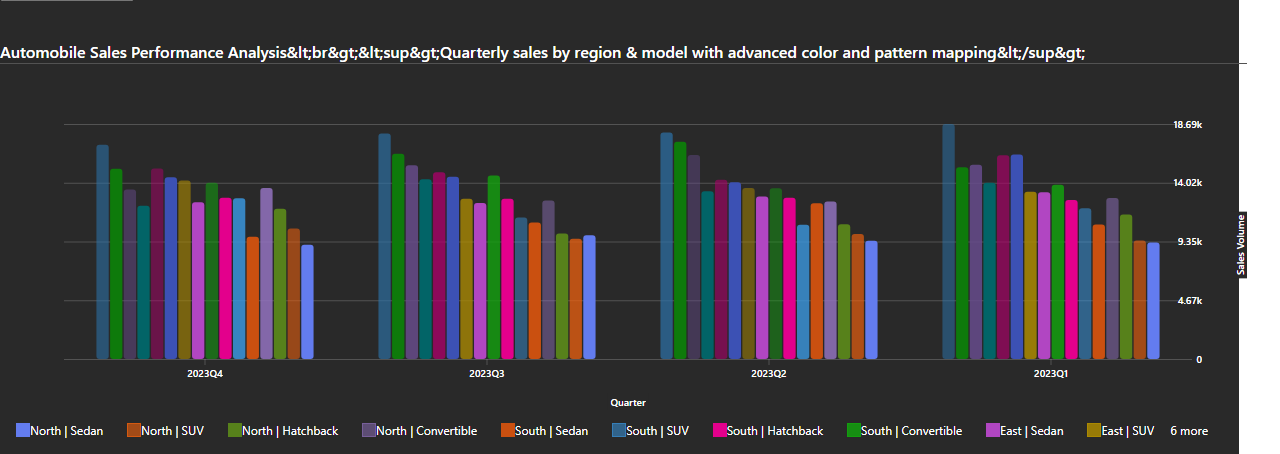 Automobile Sales Performance Analysis&lt;br&gt;&lt;sup&gt;Quarterly sales by region & model with advanced color and pattern mapping&lt;/sup&gt;
18.69k
14.02k
9.35k
4.67k
0
Sales Volume
2023Q4 2023Q3 2023Q2 2023Q1
Quarter
North | Sedan North | SUV North | Hatchback North | Convertible South | Sedan South | SUV South | Hatchback South | Convertible East | Sedan East | SUV 6 more